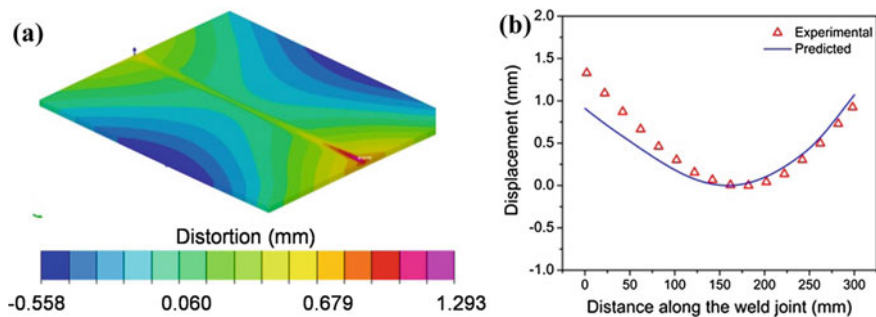 (a)
Distortion (mm)
-0.558 0.060 0.679 1.293
(b)
Experimental
Predicted
Displacement (mm)
2.0
1.5
1.0
0.5
0.0
-0.5
-1.0
0 50 100 150 200 250 300
Distance along the weld joint (mm)